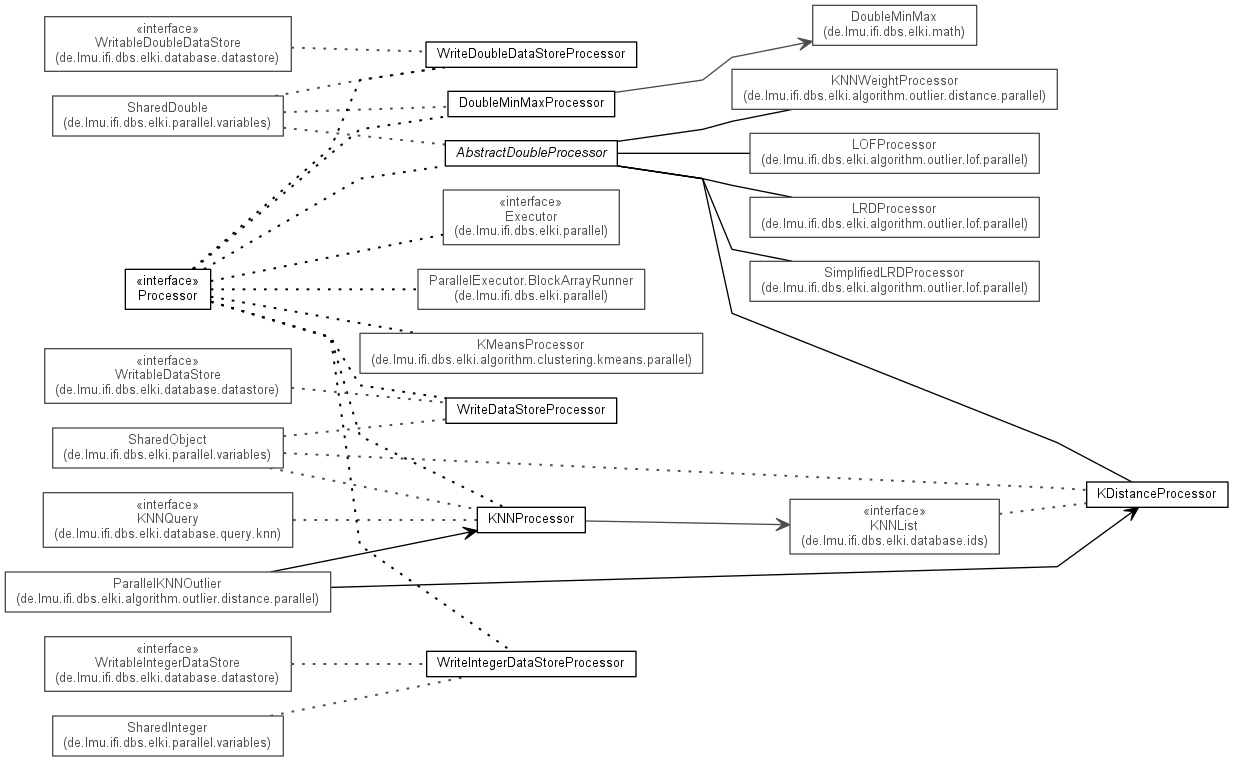 «interface»
WritableDoubleDataStore
(de.lmu.ifi.dbs.elki.database.datastore)
SharedDouble
(de.lmu.ifi.dbs.elki.parallel.variables)
«interface»
Processor
«interface»
WritableDataStore
(de.lmu.ifi.dbs.elki.database.datastore)
SharedObject
(de.lmu.ifi.dbs.elki.parallel.variables)
«interface»
KNNQuery
(de.lmu.ifi.dbs.elki.database.query.knn)
ParallelKNNOutlier
(de.lmu.ifi.dbs.elki.algorithm.outlier.distance.parallel)
«interface»
WritableIntegerDataStore
(de.lmu.ifi.dbs.elki.database.datastore)
SharedInteger
(de.lmu.ifi.dbs.elki.parallel.variables)
WriteDoubleDataStoreProcessor
DoubleMinMaxProcessor
AbstractDoubleProcessor
«interface»
Executor
(de.lmu.ifi.dbs.elki.parallel)
ParallelExecutor.BlockArrayRunner
(de.lmu.ifi.dbs.elki.parallel)
KMeansProcessor
(de.lmu.ifi.dbs.elki.algorithm.clustering.kmeans.parallel)
WriteDataStoreProcessor
KNNProcessor
WriteIntegerDataStoreProcessor
DoubleMinMax
(de.lmu.ifi.dbs.elki.math)
KNNWeightProcessor
(de.lmu.ifi.dbs.elki.algorithm.outlier.distance.parallel)
LOFProcessor
(de.lmu.ifi.dbs.elki.algorithm.outlier.lof.parallel)
LRDProcessor
(de.lmu.ifi.dbs.elki.algorithm.outlier.lof.parallel)
SimplifiedLRDProcessor
(de.lmu.ifi.dbs.elki.algorithm.outlier.lof.parallel)
«interface»
KNNList
(de.lmu.ifi.dbs.elki.database.ids)
KDistanceProcessor